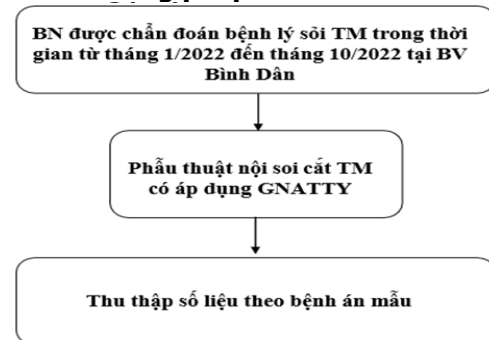 BN được chẩn đoán bệnh lý sỏi TM trong thời
gian từ tháng 1/2022 đến tháng 10/2022 tại BV
Bình Dân
Phẫu thuật nội soi cắt TM
có áp dụng GNATTY
Thu thập số liệu theo bệnh án mẫu